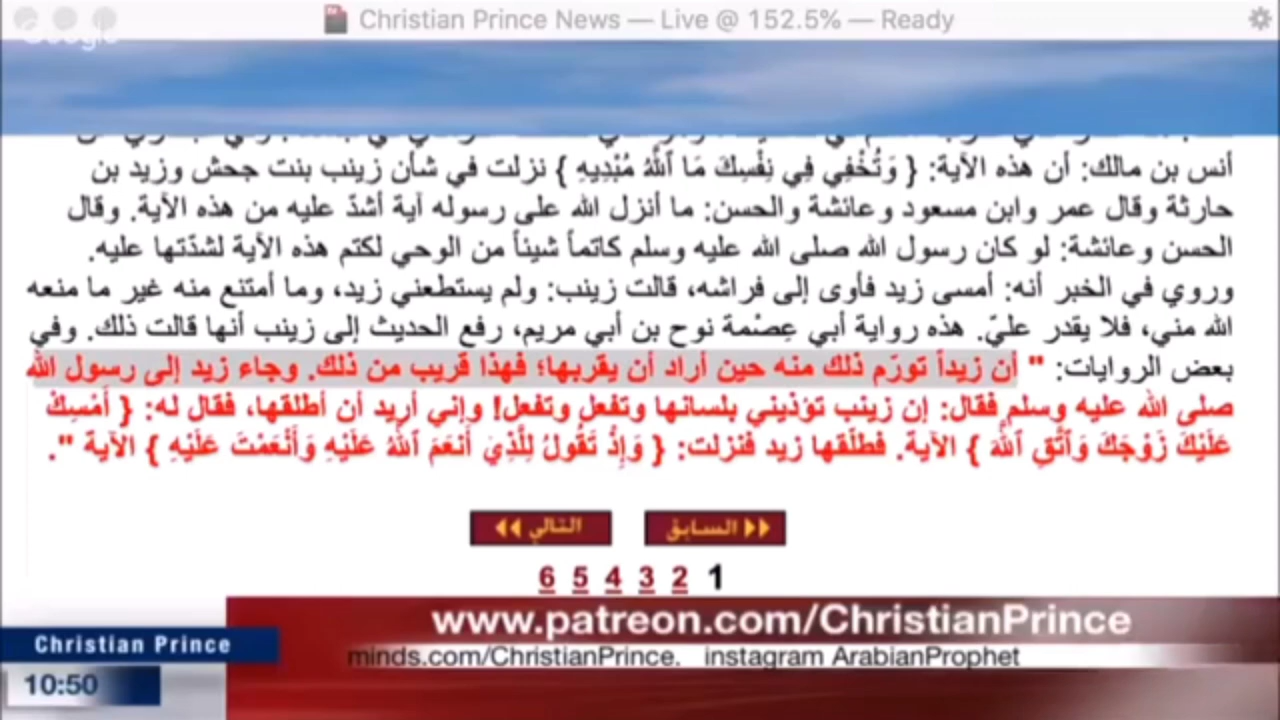 Christian Prince News — Live @ 152.5% — Ready
Google
أنس بن مالك: أن هذه الآية: { وَتُخْفِي فِي نِفْسِكَ مَا ٱللَّهُ مُبْدِيهِ } نزلت في شأن زينب بنت جحش وزيد بن
حارثة وقال عمر وابن مسعود وعائشة والحسن: ما أنزل الله على رسوله آية أشدّ عليه من هذه الآية. وقال
الحسن وعائشة: لو كان رسول الله صلى الله عليه وسلم كاتماً شيئاً من الوحي لكتم هذه الآية لشدّتها عليه.
وروي في الخبر أنه: أمسى زيد فأوى إلى فراشه، قالت زينب: ولم يستطعني زيد، وما أمتنع منه غير ما منعه
الله مني، فلا يقدر عليّ. هذه رواية أبي عِصْمة نوح بن أبي مريم، رفع الحديث إلى زينب أنها قالت ذلك. وفي
بعض الروايات: " أن زيداً تورّم ذلك منه حين أراد أن يقربها؛ فهذا قريب من ذلك. وجاء زيد إلى رسول الله
صلى الله عليه وسلم فقال: إن زينب تؤذيني بلسانها وتفعل وتفعل! وإني أريد أن أطلقها، فقال له: { أَمْسِكْ
عَلَيْكَ زَوْجَكَ وَٱتَّقِ ٱللَّهَ } الآية. فطلّقها زيد فنزلت: { وَإِذْ تَقُولُ لِلَّذِيۤ أَنعَمَ ٱللَّهُ عَلَيْهِ وَأَنْعَمْتَ عَلَيْهِ } الآية ".
السابق التالي
1 2 3 4 5 6
www.patreon.com/ChristianPrince
Christian Prince
minds.com/ChristianPrince. instagram ArabianProphet
10:50